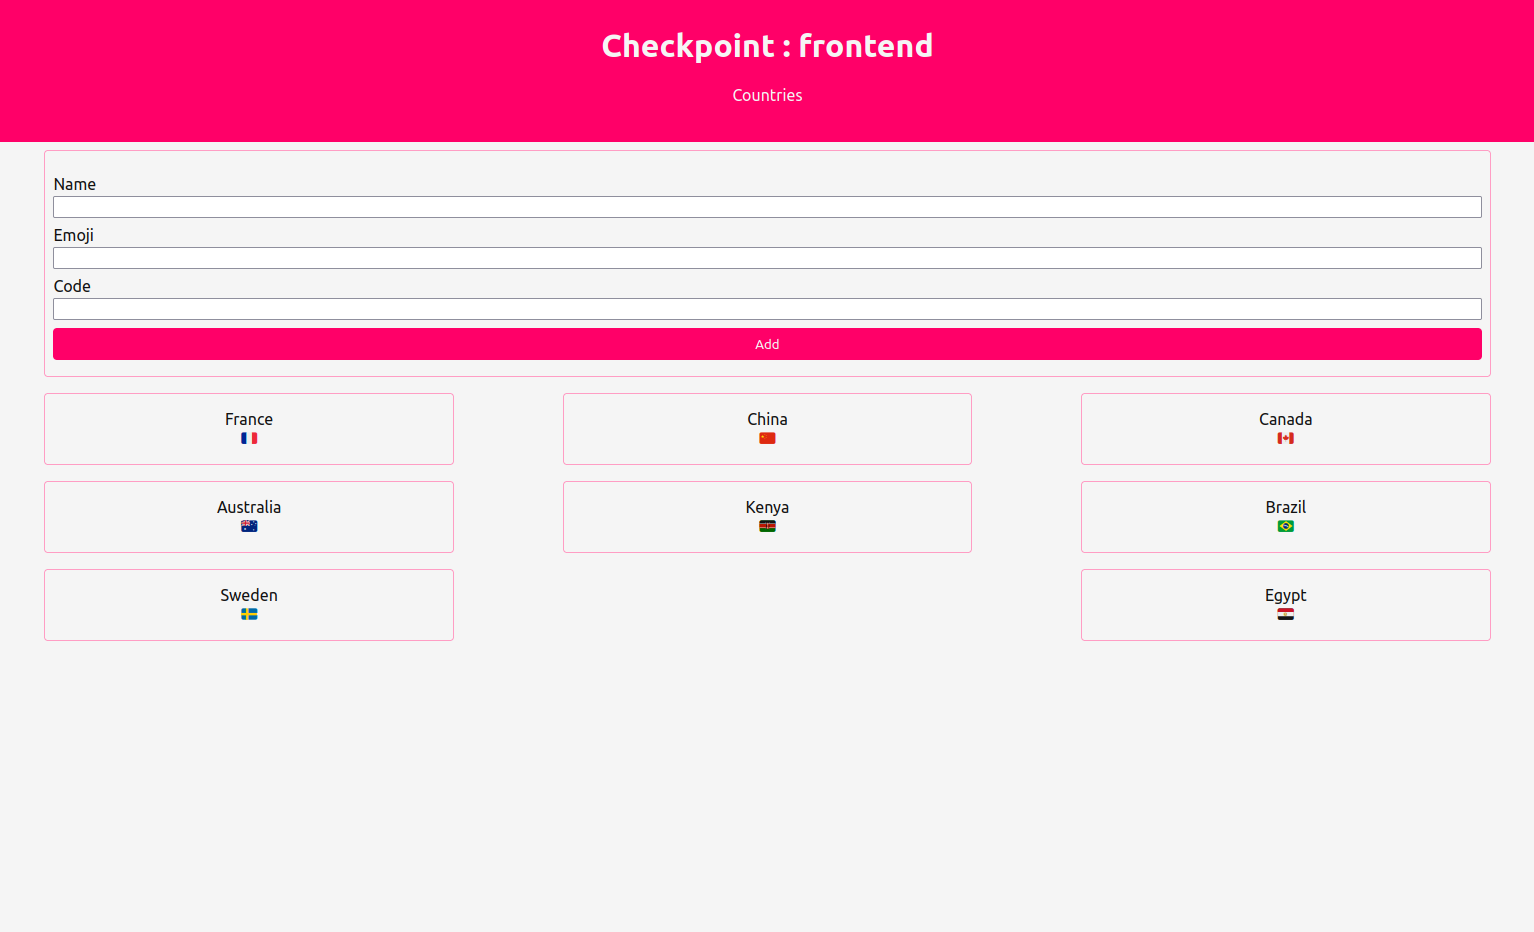 Checkpoint : frontend
Countries
Name
Emoji
Code
Add
France
China
Canada
Australia
Kenya
Brazil
Sweden
Egypt